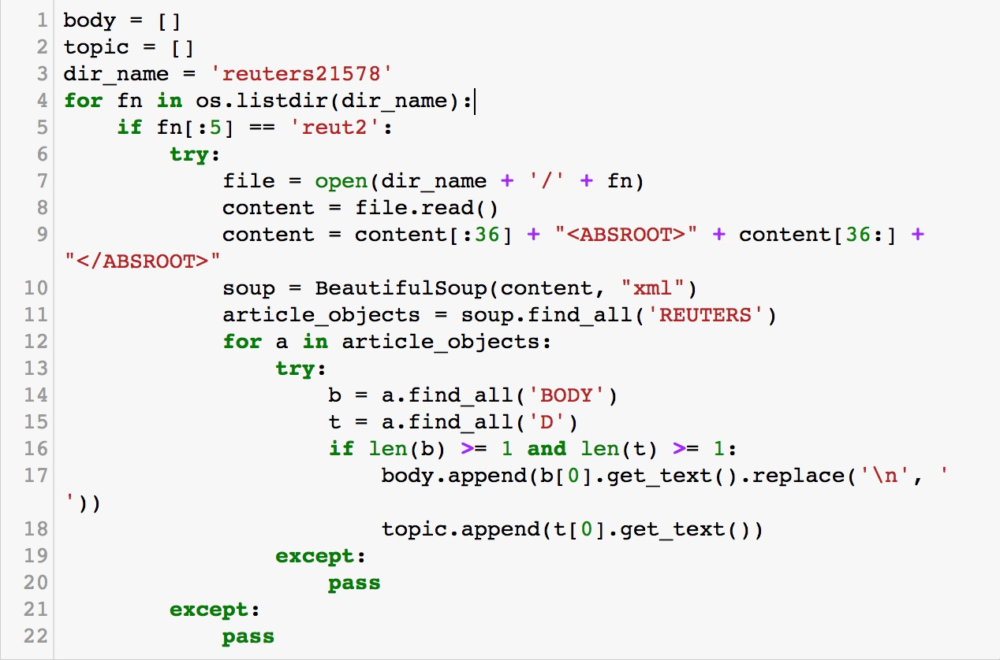 1 body = []
2 topic = []
3 dir_name = 'reuters21578'
4 for fn in os.listdir(dir_name):
5     if fn[:5] == 'reut2':
6         try:
7             file = open(dir_name + '/' + fn)
8             content = file.read()
9             content = content[:36] + "<ABSROOT>" + content[36:] +
"</ABSROOT>"
10             soup = BeautifulSoup(content, "xml")
11             article_objects = soup.find_all('REUTERS')
12             for a in article_objects:
13                 try:
14                     b = a.find_all('BODY')
15                     t = a.find_all('D')
16                     if len(b) >= 1 and len(t) >= 1:
17                         body.append(b[0].get_text().replace('\n', '
'))
18                         topic.append(t[0].get_text())
19                 except:
20                     pass
21         except:
22             pass